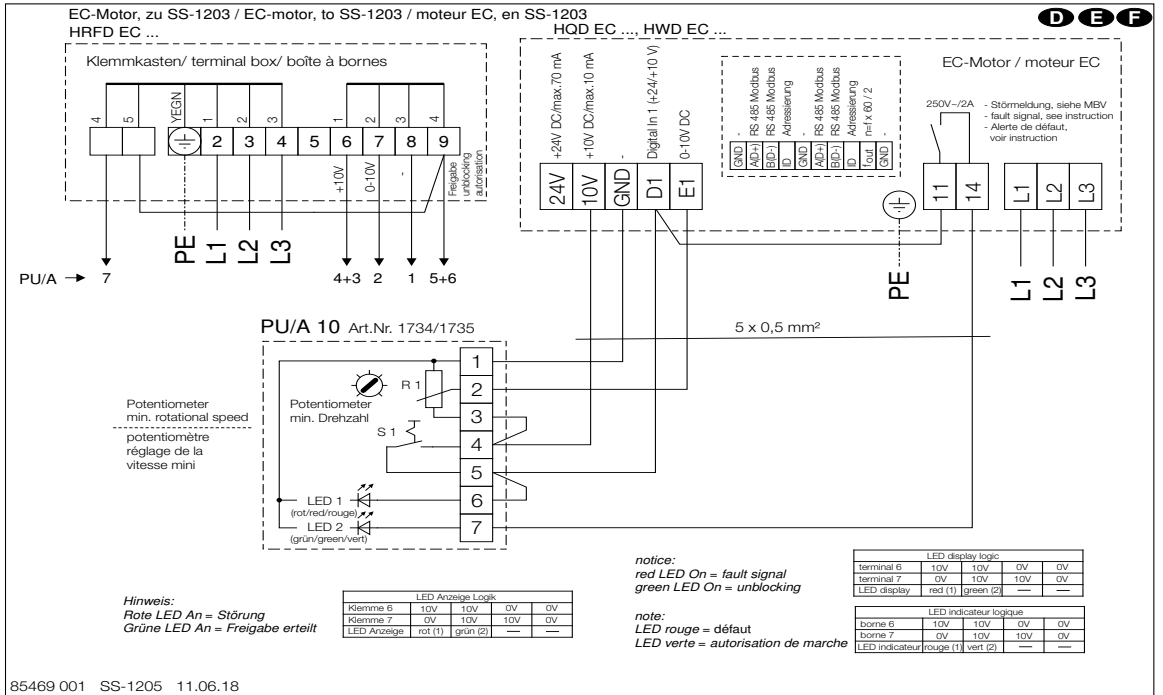 EC-Motor, zu SS-1203 / EC-motor, to SS-1203 / moteur EC, en SS-1203
D E F
HRFD EC ...
Klemmkasten/ terminal box/ boîte à bornes
4 5 YEGN 1 2 3 1 2 3 4
2 3 4 5 6 7 8 9
+10V
0-10V
-
Freigabe
unblocking
autorisation
PE L1 L2 L3
PU/A → 7 4+3 2 1 5+6
HQD EC ..., HWD EC ...
+24V DC/max.70 mA
+10V DC/max.10 mA
-
Digital In 1 (+24/+10 V)
0-10V DC
24V
10V
GND
D1
E1
GND -
A(D+) RS 485 Modbus
B(D-) RS 485 Modbus
ID Adressierung
GND -
A(D+) RS 485 Modbus
B(D-) RS 485 Modbus
ID Adressierung
f out n=f x 60 / 2
GND -
EC-Motor / moteur EC
250V~/2A
- Störmeldung, siehe MBV
- fault signal, see instruction
- Alerte de défaut,
voir instruction
11 14 L1 L2 L3
PE
L1 L2 L3
5 x 0,5 mm²
PU/A 10 Art.Nr. 1734/1735
Potentiometer
min. rotational speed
potentiomètre
réglage de la
vitesse mini
R 1
Potentiometer
min. Drehzahl
S 1
LED 1
(rot/red/rouge)
LED 2
(grün/green/vert)
1
2
3
4
5
6
7
Hinweis:
Rote LED An = Störung
Grüne LED An = Freigabe erteilt
LED Anzeige Logik
Klemme 6 10V 10V 0V 0V
Klemme 7 0V 10V 10V 0V
LED Anzeige rot (1) grün (2) — —
notice:
red LED On = fault signal
green LED On = unblocking
LED display logic
terminal 6 10V 10V 0V 0V
terminal 7 0V 10V 10V 0V
LED display red (1) green (2) — —
note:
LED rouge = défaut
LED verte = autorisation de marche
LED indicateur logique
borne 6 10V 10V 0V 0V
borne 7 0V 10V 10V 0V
LED indicateur rouge (1) vert (2) — —
85469 001 SS-1205 11.06.18